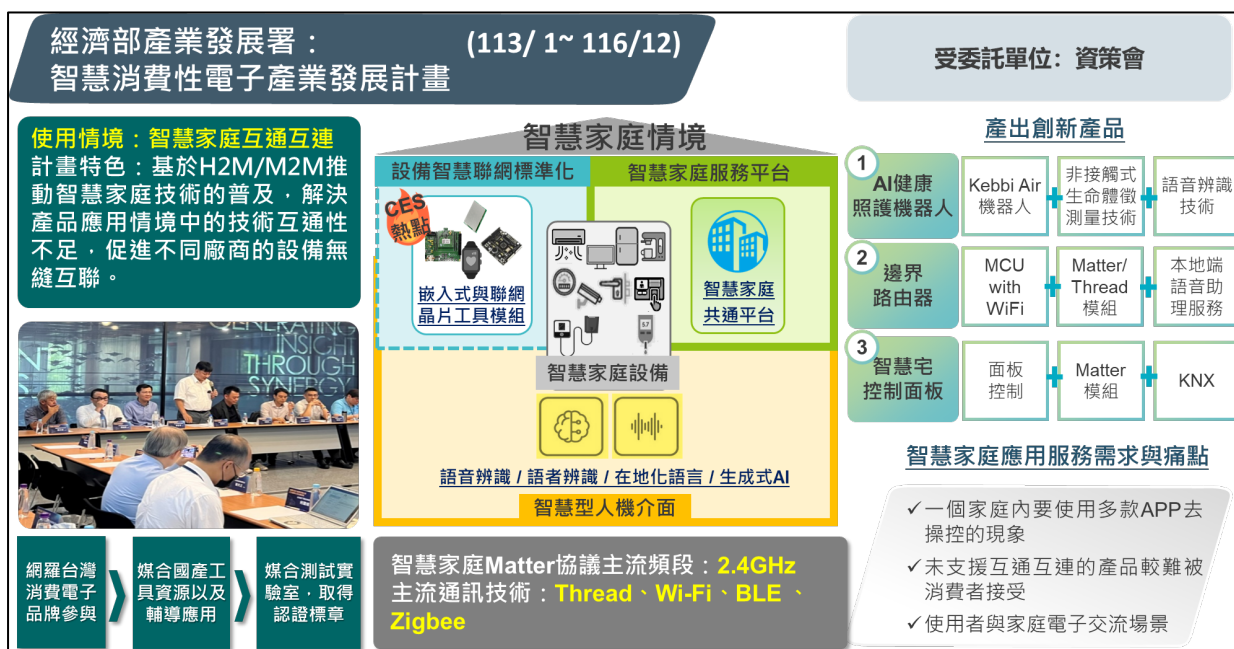 經濟部產業發展署： (113/ 1~ 116/12)
智慧消費性電子產業發展計畫
受委託單位: 資策會
使用情境：智慧家庭互通互連
計畫特色：基於H2M/M2M推
動智慧家庭技術的普及，解決
產品應用情境中的技術互通性
不足，促進不同廠商的設備無
縫互聯。
GENERATING
INSIGHT
THROUGH
SYNERGY
網羅台灣
消費電子
品牌參與
媒合國產工
具資源以及
輔導應用
媒合測試實
驗室，取得
認證標章
智慧家庭情境
設備智慧聯網標準化
智慧家庭服務平台
CES
熱點
嵌入式與聯網
晶片工具模組
智慧家庭
共通平台
智慧家庭設備
語音辨識 / 語者辨識 / 在地化語言 / 生成式AI
智慧型人機介面
智慧家庭Matter協議主流頻段：2.4GHz
主流通訊技術：Thread、Wi-Fi、BLE 、
Zigbee
產出創新產品
1
AI健康
照護機器人
Kebbi Air
機器人
非接觸式
生命體徵
測量技術
語音辨識
技術
2
邊界
路由器
MCU
with
WiFi
Matter/
Thread
模組
本地端
語音助
理服務
3
智慧宅
控制面板
面板
控制
Matter
模組
KNX
智慧家庭應用服務需求與痛點
✓一個家庭內要使用多款APP去
操控的現象
✓未支援互通互連的產品較難被
消費者接受
✓使用者與家庭電子交流場景